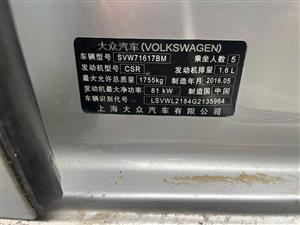 大众汽车(VOLKSWAGEN)
车辆型号 SVW71617BM 乘坐人数 5
发动机型号 CSR 发动机排量 1.6 L
最大允许总质量 1755kg 制造年月 2016.05
发动机最大净功率 81 kW 制造国 中国
车辆识别代号 LSVWL2184G2135964
上海大众汽车有限公司